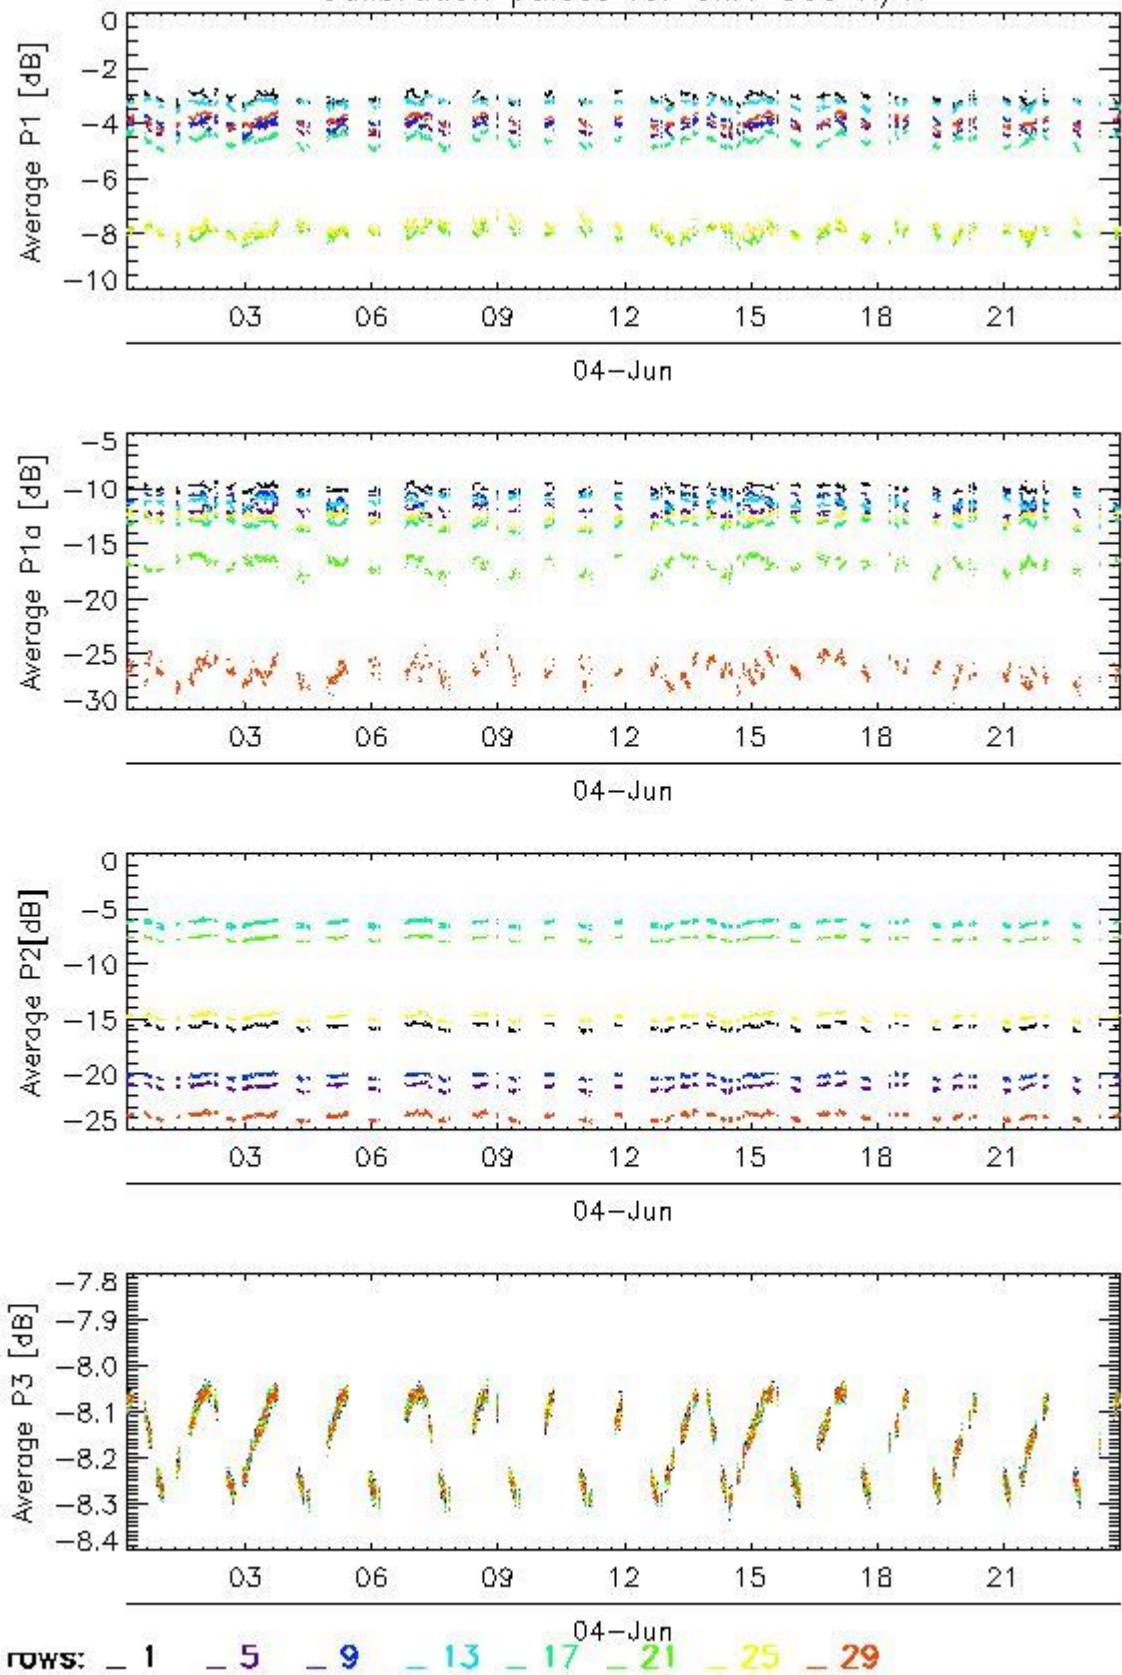 0
-2
-4
-6
-8
-10
Average P1 [dB]
03 06 09 12 15 18 21
04-Jun
-5
-10
-15
-20
-25
-30
Average P1a [dB]
03 06 09 12 15 18 21
04-Jun
0
-5
-10
-15
-20
-25
Average P2[dB]
03 06 09 12 15 18 21
04-Jun
-7.8
-7.9
-8.0
-8.1
-8.2
-8.3
-8.4
Average P3 [dB]
03 06 09 12 15 18 21
04-Jun
rows: _ 1 _ 5 _ 9 _ 13 _ 17 _ 21 _ 25 _ 29